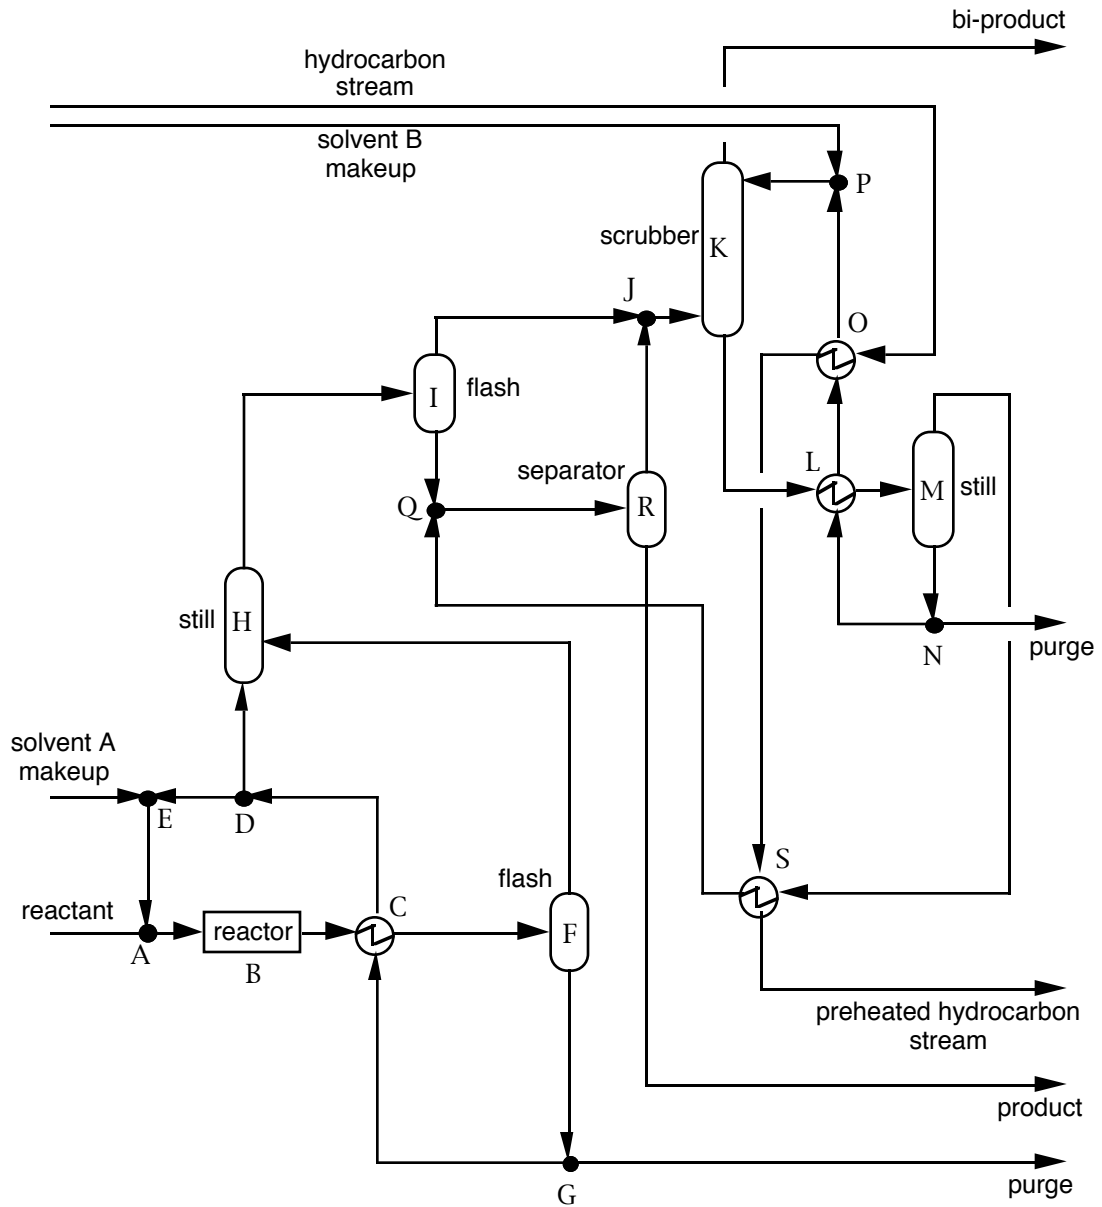 bi-product
hydrocarbon
stream
solvent B
makeup
P
scrubber
K
J
O
I
flash
L
separator
Q
R
M
still
still
H
purge
N
solvent A
makeup
E
D
S
flash
reactant
C
A
reactor
F
B
preheated hydrocarbon
stream
product
purge
G